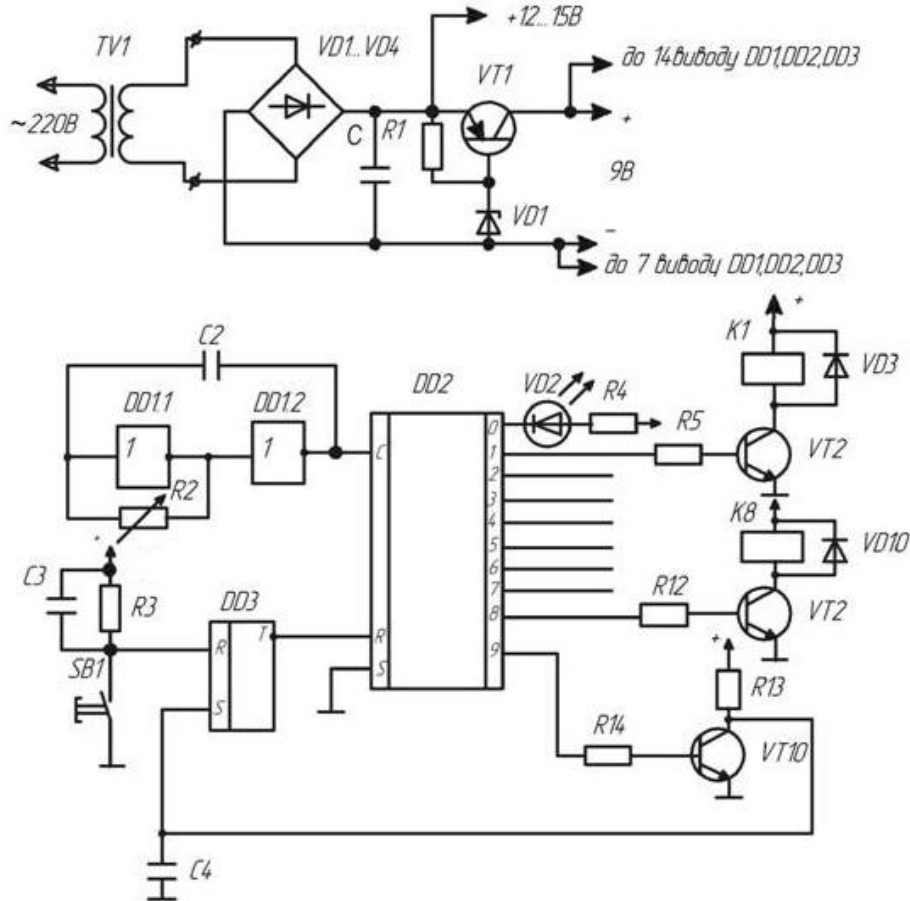 +12...15В
TV1
VD1...VD4
VT1
до 14виводу DD1,DD2,DD3
~220В
C
R1
+
9В
VD1
-
до 7 виводу DD1,DD2,DD3
C2
DD1.1
DD1.2
1
1
R2
DD2
C
0
1
2
3
4
5
6
7
8
9
R
S
VD2
R4
R5
K1
+
VD3
VT2
K8
VD10
R12
VT2
+
C3
R3
DD3
R
T
S
SB1
+
R13
R14
VT10
C4